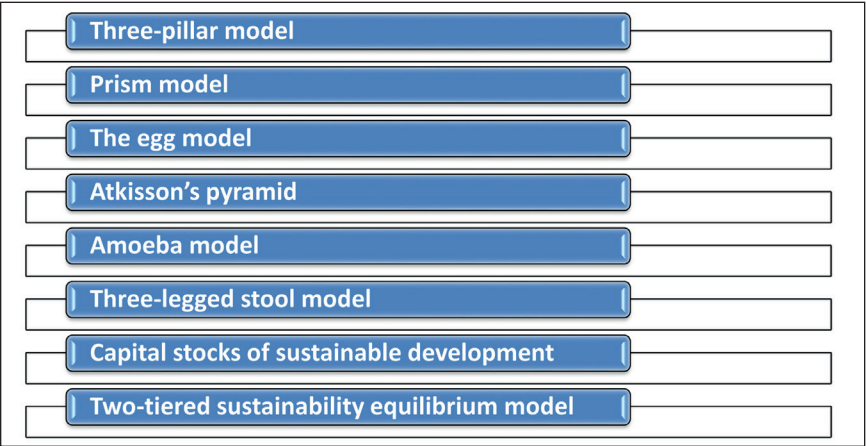 Three-pillar model
Prism model
The egg model
Atkisson’s pyramid
Amoeba model
Three-legged stool model
Capital stocks of sustainable development
Two-tiered sustainability equilibrium model